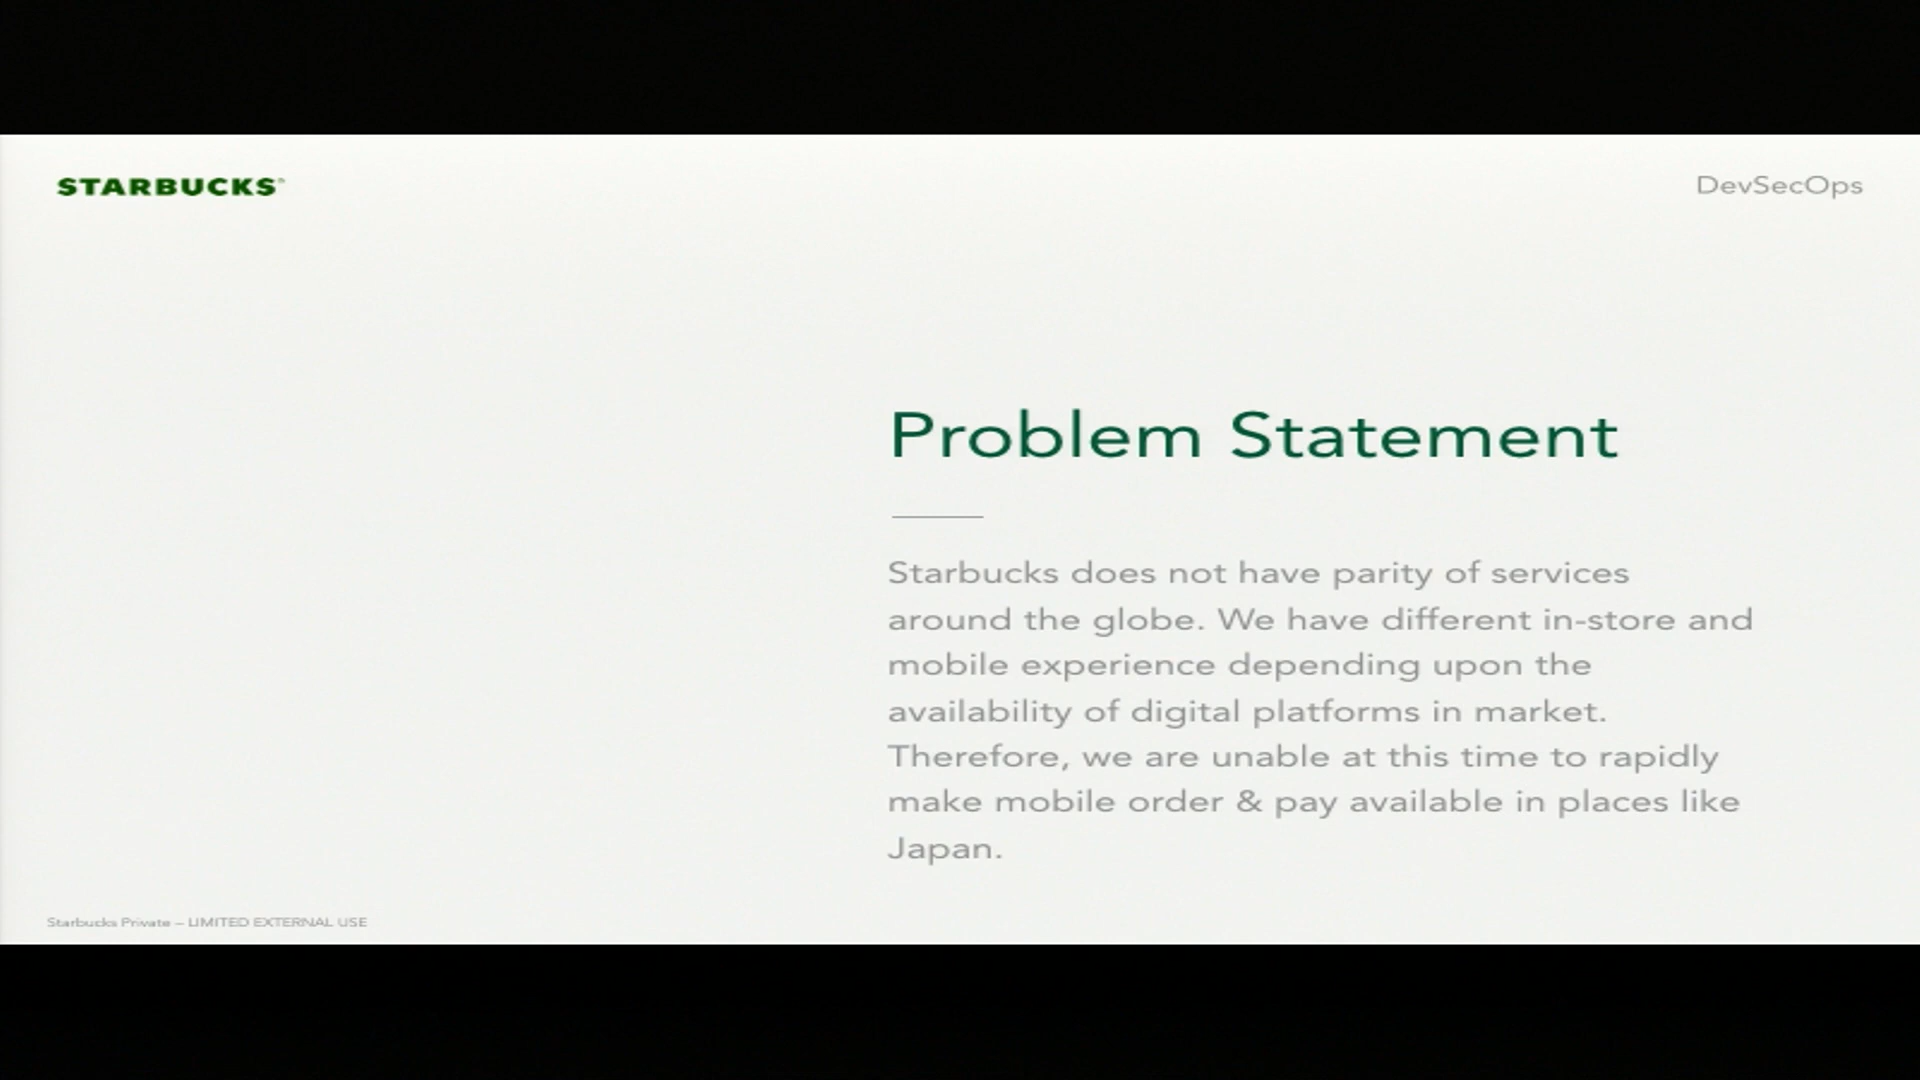 STARBUCKS
DevSecOps
Problem Statement
Starbucks does not have parity of services
around the globe. We have different in-store and
mobile experience depending upon the
availability of digital platforms in market.
Therefore, we are unable at this time to rapidly
make mobile order & pay available in places like
Japan.
Starbucks Private – LIMITED EXTERNAL USE